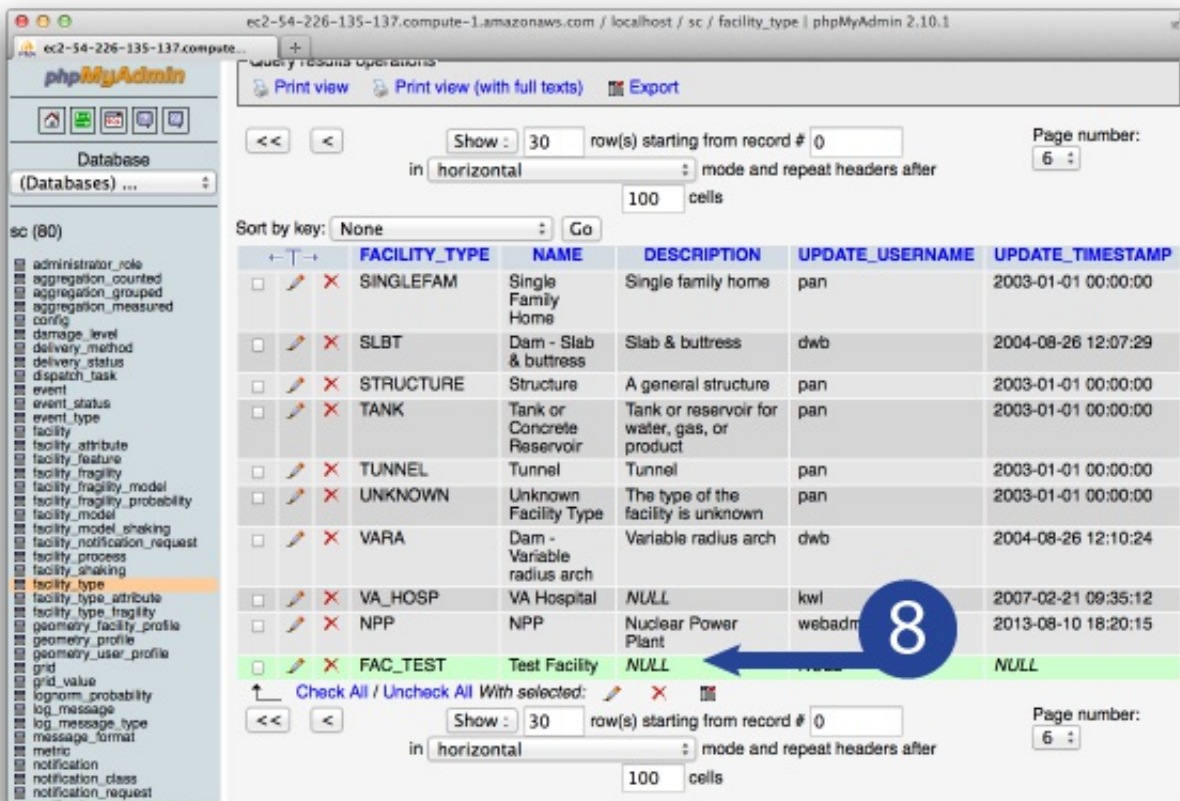 ec2-54-226-135-137.compute-1.amazonaws.com / localhost / sc / facility_type | phpMyAdmin 2.10.1
ec2-54-226-135-137.compute...
phpMyAdmin
Database
(Databases) ...
sc (80)
administrator_role
aggregation_counted
aggregation_grouped
aggregation_measured
config
damage_level
delivery_method
delivery_status
dispatch_task
event
event_status
event_type
facility
facility_attribute
facility_feature
facility_fragility
facility_fragility_model
facility_fragility_probability
facility_model
facility_model_shaking
facility_notification_request
facility_process
facility_shaking
facility_type
facility_type_attribute
facility_type_fragility
geometry_facility_profile
geometry_profile
geometry_user_profile
grid
grid_value
lognorm_probability
log_message
log_message_type
message_format
metric
notification
notification_class
notification_request
Query results operations
Print view Print view (with full texts) Export
<< < Show : 30 row(s) starting from record # 0 Page number:
6
in horizontal mode and repeat headers after
100 cells
Sort by key: None Go
←T→ FACILITY_TYPE NAME DESCRIPTION UPDATE_USERNAME UPDATE_TIMESTAMP
SINGLEFAM Single Single family home pan 2003-01-01 00:00:00
Family
Home
SLBT Dam - Slab Slab & buttress dwb 2004-08-26 12:07:29
& buttress
STRUCTURE Structure A general structure pan 2003-01-01 00:00:00
TANK Tank or Tank or reservoir for pan 2003-01-01 00:00:00
Concrete water, gas, or
Reservoir product
TUNNEL Tunnel Tunnel pan 2003-01-01 00:00:00
UNKNOWN Unknown The type of the pan 2003-01-01 00:00:00
Facility Type facility is unknown
VARA Dam - Variable radius arch dwb 2004-08-26 12:10:24
Variable
radius arch
VA_HOSP VA Hospital NULL kwl 2007-02-21 09:35:12
NPP NPP Nuclear Power webadm 2013-08-10 18:20:15
Plant
8
FAC_TEST Test Facility NULL NULL
Check All / Uncheck All With selected:
<< < Show : 30 row(s) starting from record # 0 Page number:
6
in horizontal mode and repeat headers after
100 cells